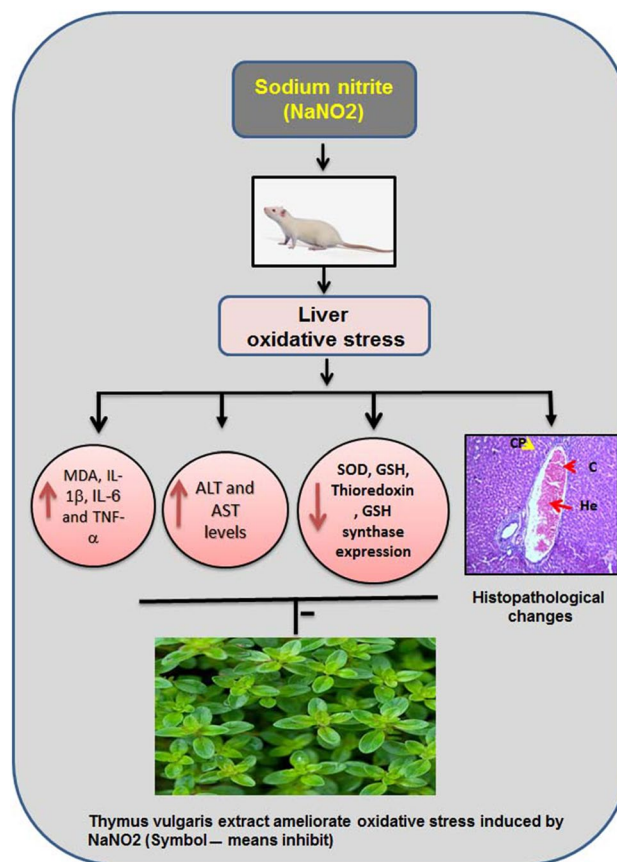 Sodium nitrite
(NaNO2)
Liver
oxidative stress
MDA, IL-
1β, IL-6
and TNF-
α
ALT and
AST
levels
SOD, GSH,
Thioredoxin
, GSH
synthase
expression
CP
C
He
Histopathological
changes
–
Thymus vulgaris extract ameliorate oxidative stress induced by
NaNO2 (Symbol — means inhibit)